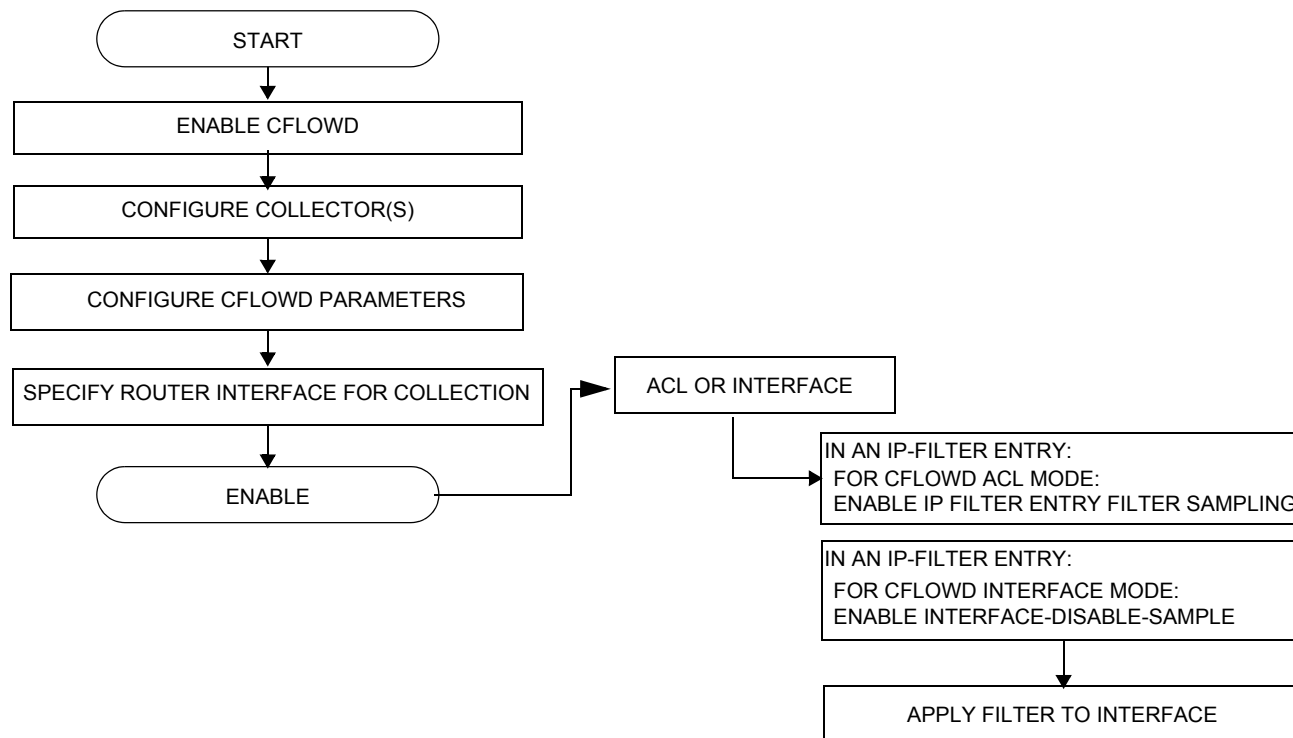 START
ENABLE CFLOWD
CONFIGURE COLLECTOR(S)
CONFIGURE CFLOWD PARAMETERS
SPECIFY ROUTER INTERFACE FOR COLLECTION
ENABLE
ACL OR INTERFACE
IN AN IP-FILTER ENTRY:
FOR CFLOWD ACL MODE:
ENABLE IP FILTER ENTRY FILTER SAMPLING
IN AN IP-FILTER ENTRY:
FOR CFLOWD INTERFACE MODE:
ENABLE INTERFACE-DISABLE-SAMPLE
APPLY FILTER TO INTERFACE